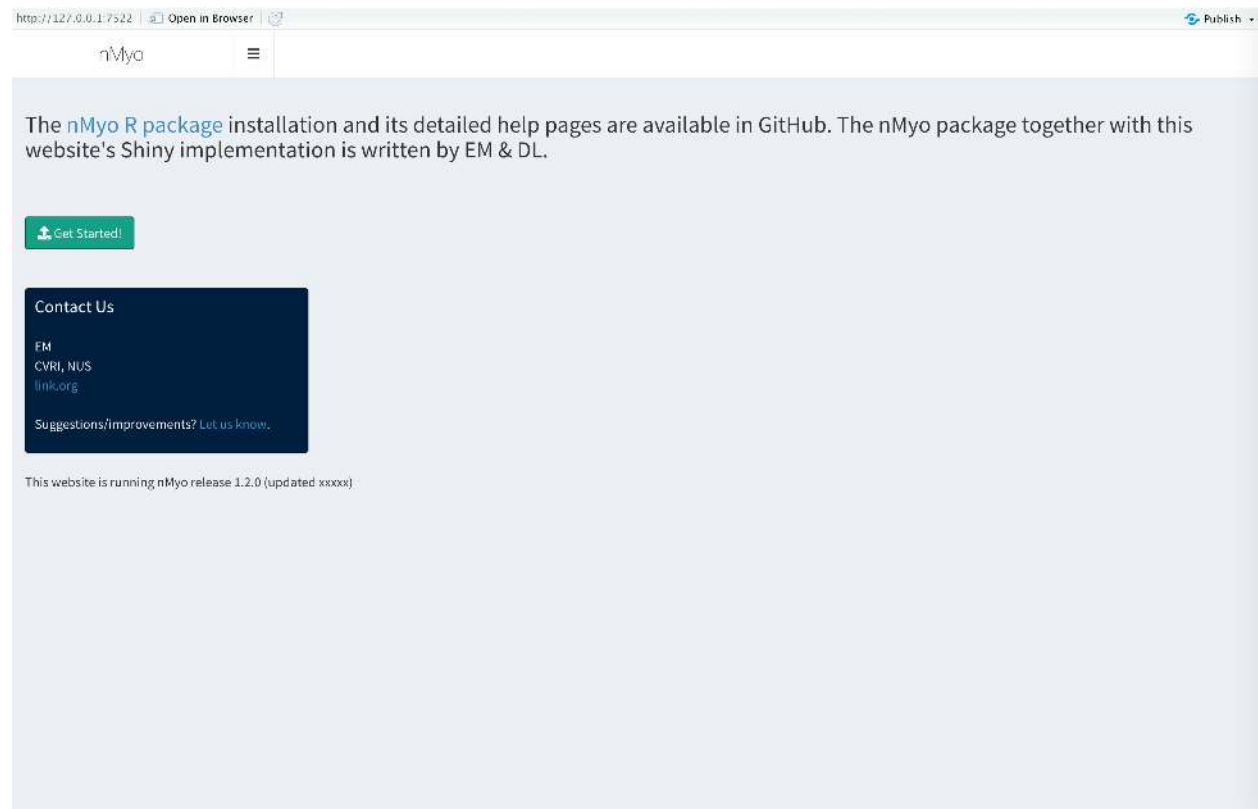 http://127.0.0.1:7522 Open in Browser Publish
nMyo
The nMyo R package installation and its detailed help pages are available in GitHub. The nMyo package together with this
website's Shiny implementation is written by EM & DL.
Get Started!
Contact Us
EM
CVRI, NUS
link.org
Suggestions/improvements? Let us know.
This website is running nMyo release 1.2.0 (updated xxxxx)